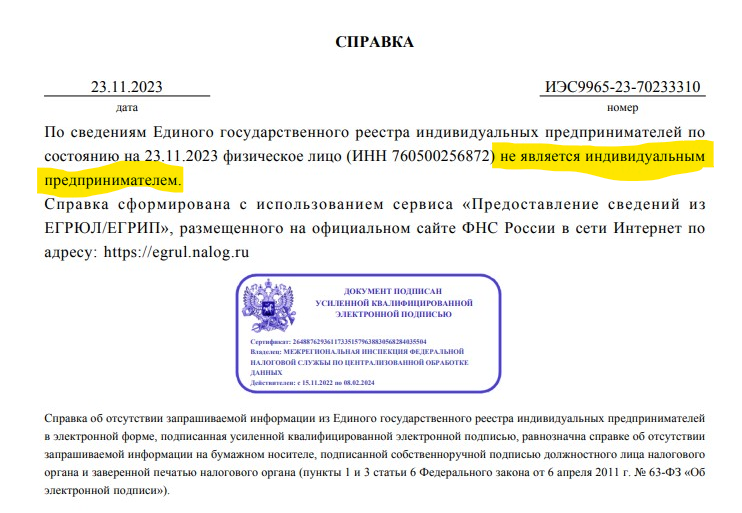 СПРАВКА
23.11.2023 ИЭС9965-23-70233310
дата номер
По сведениям Единого государственного реестра индивидуальных предпринимателей по
состоянию на 23.11.2023 физическое лицо (ИНН 760500256872) не является индивидуальным
предпринимателем.
Справка сформирована с использованием сервиса «Предоставление сведений из
ЕГРЮЛ/ЕГРИП», размещенного на официальном сайте ФНС России в сети Интернет по
адресу: https://egrul.nalog.ru
ДОКУМЕНТ ПОДПИСАН
УСИЛЕННОЙ КВАЛИФИЦИРОВАННОЙ
ЭЛЕКТРОННОЙ ПОДПИСЬЮ
Сертификат: 264887629361173351579638830568284035504
Владелец: МЕЖРЕГИОНАЛЬНАЯ ИНСПЕКЦИЯ ФЕДЕРАЛЬНОЙ
НАЛОГОВОЙ СЛУЖБЫ ПО ЦЕНТРАЛИЗОВАННОЙ ОБРАБОТКЕ
ДАННЫХ
Действителен: с 15.11.2022 по 08.02.2024
Справка об отсутствии запрашиваемой информации из Единого государственного реестра индивидуальных предпринимателей
в электронной форме, подписанная усиленной квалифицированной электронной подписью, равнозначна справке об отсутствии
запрашиваемой информации на бумажном носителе, подписанной собственноручной подписью должностного лица налогового
органа и заверенной печатью налогового органа (пункты 1 и 3 статьи 6 Федерального закона от 6 апреля 2011 г. № 63-ФЗ «Об
электронной подписи»).